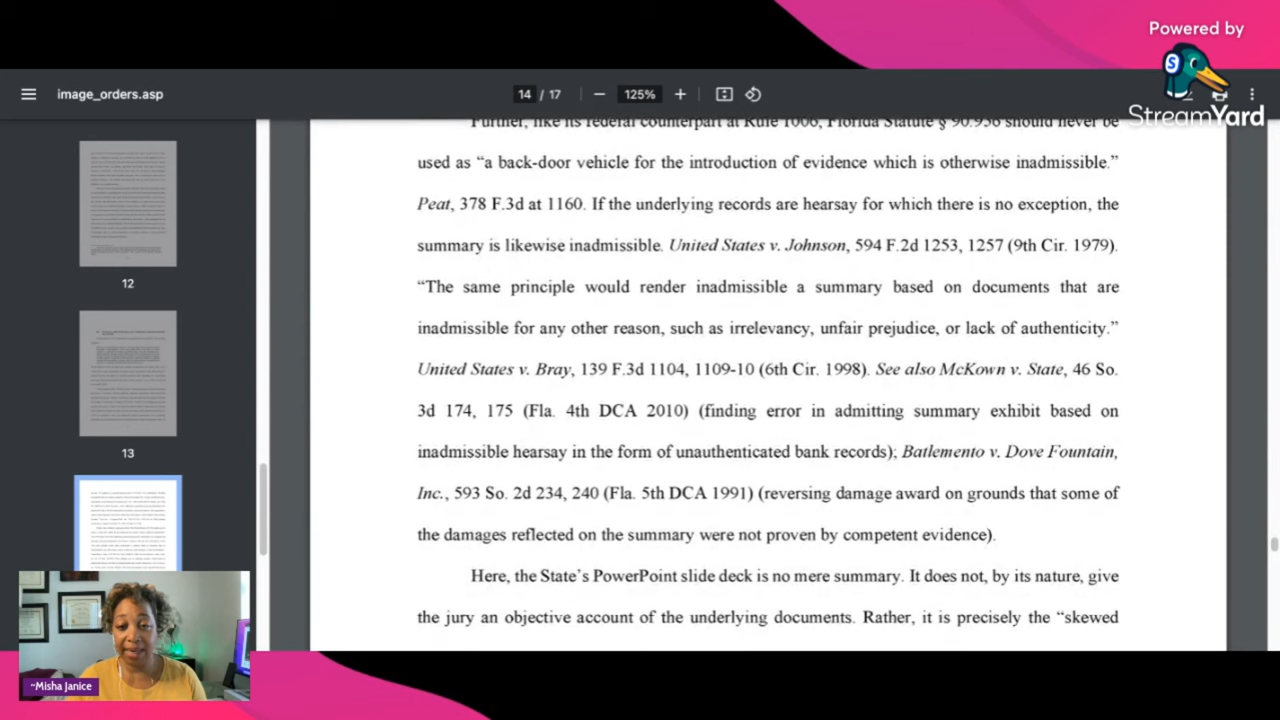 Powered by
StreamYard
image_orders.asp
14 / 17
125%
12
13
Further, like its federal counterpart at Rule 1006, Florida Statute § 90.956 should never be
used as “a back-door vehicle for the introduction of evidence which is otherwise inadmissible.”
Peat, 378 F.3d at 1160. If the underlying records are hearsay for which there is no exception, the
summary is likewise inadmissible. United States v. Johnson, 594 F.2d 1253, 1257 (9th Cir. 1979).
“The same principle would render inadmissible a summary based on documents that are
inadmissible for any other reason, such as irrelevancy, unfair prejudice, or lack of authenticity.”
United States v. Bray, 139 F.3d 1104, 1109-10 (6th Cir. 1998). See also McKown v. State, 46 So.
3d 174, 175 (Fla. 4th DCA 2010) (finding error in admitting summary exhibit based on
inadmissible hearsay in the form of unauthenticated bank records); Batlemento v. Dove Fountain,
Inc., 593 So. 2d 234, 240 (Fla. 5th DCA 1991) (reversing damage award on grounds that some of
the damages reflected on the summary were not proven by competent evidence).
Here, the State’s PowerPoint slide deck is no mere summary. It does not, by its nature, give
the jury an objective account of the underlying documents. Rather, it is precisely the “skewed
~Misha Janice